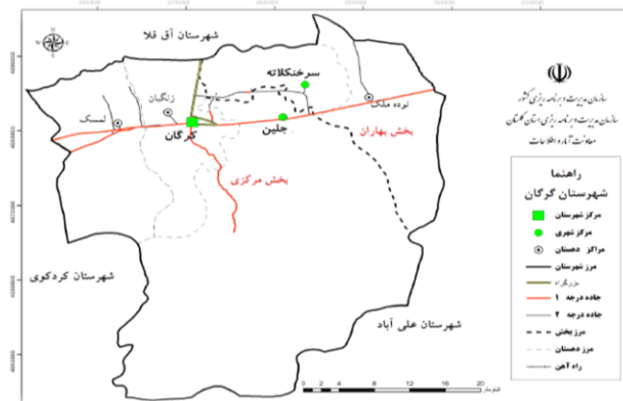 شهرستان آق قلا
سرخنکلاته
نرده ملک
زنگیان
لمسک
گرگان
جلین
بخش بهاران
بخش مرکزی
شهرستان کردکوی
شهرستان علی آباد
0 2 4 8 12 16 20
کیلومتر
سازمان مدیریت و برنامه ریزی کشور
سازمان مدیریت و برنامه ریزی استان گلستان
معاونت آمار و اطلاعات
راهنما
شهرستان گرگان
مرکز شهرستان
مرکز شهری
مراکز دهستان
مرز شهرستان
بزرگراه
جاده درجه 1
جاده درجه 2
مرز بخش
مرز دهستان
راه آهن